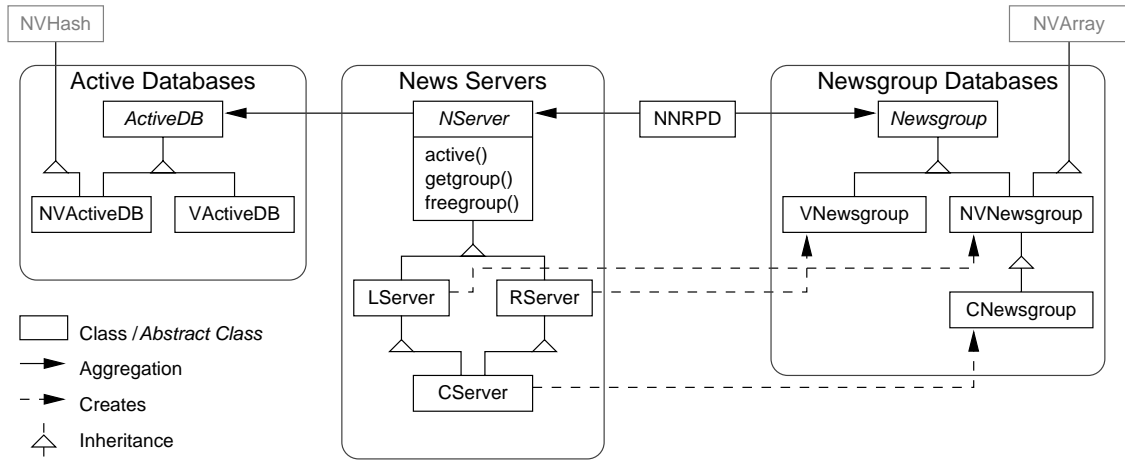 NVHash
NVArray
Active Databases
News Servers
Newsgroup Databases
ActiveDB
NServer
NNRPD
Newsgroup
active()
getgroup()
freegroup()
NVActiveDB
VActiveDB
VNewsgroup
NVNewsgroup
LServer
RServer
CNewsgroup
CServer
Class / Abstract Class
Aggregation
Creates
Inheritance